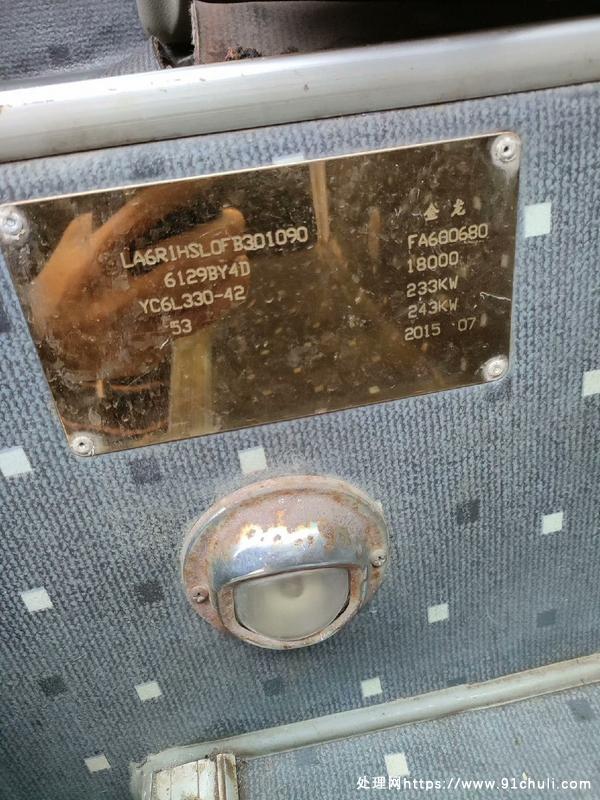 金龙
LA6R1HSL0FB301090
FA680680
6129BY4D
18000
YC6L330-42
233KW
53
243KW
2015 07
处理网https://www.91chuli.com